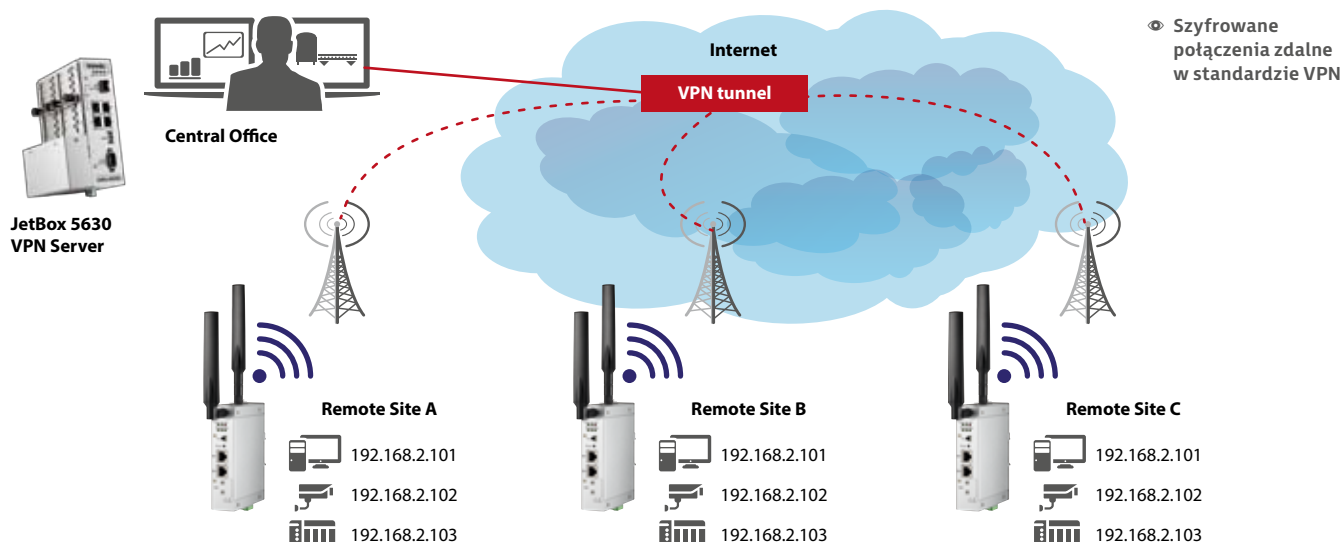 Szyfrowane
połączenia zdalne
w standardzie VPN
Internet
VPN tunnel
Central Office
JetBox 5630
VPN Server
Remote Site A
192.168.2.101
192.168.2.102
192.168.2.103
Remote Site B
192.168.2.101
192.168.2.102
192.168.2.103
Remote Site C
192.168.2.101
192.168.2.102
192.168.2.103